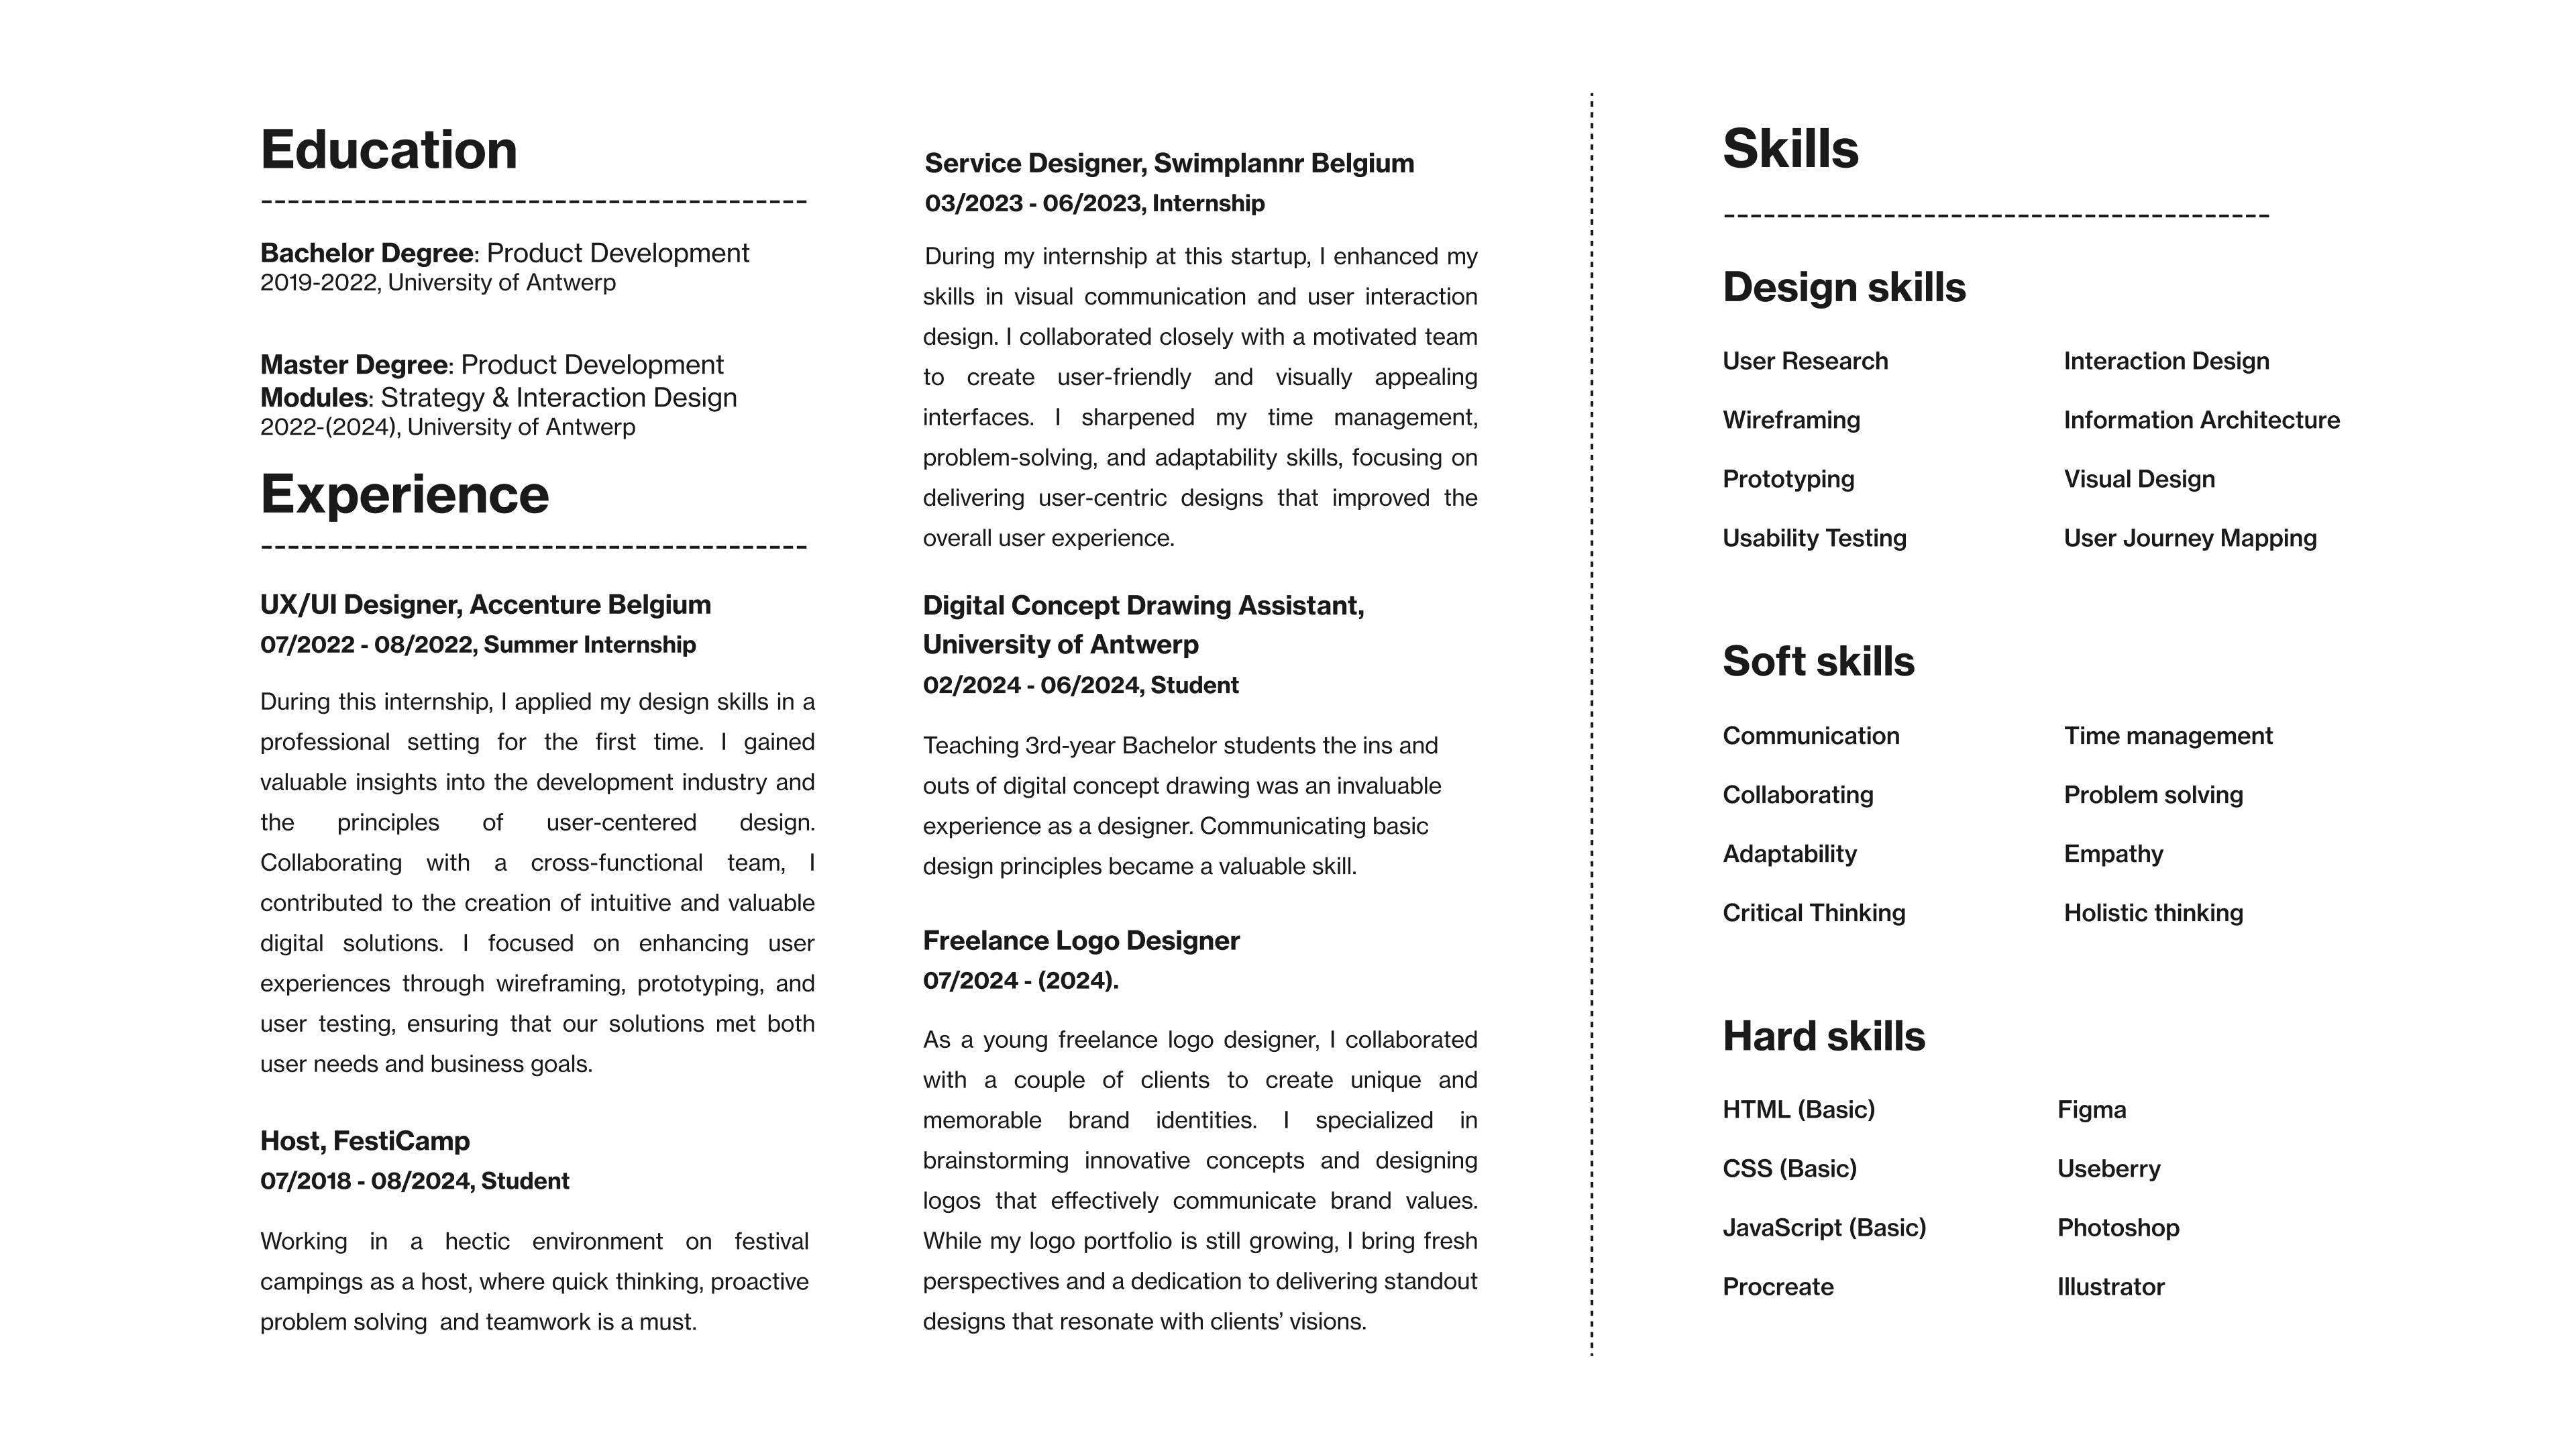 Education
Bachelor Degree: Product Development
2019-2022, University of Antwerp
Master Degree: Product Development
Modules: Strategy & Interaction Design
2022-(2024), University of Antwerp
Experience
UX/UI Designer, Accenture Belgium
07/2022 - 08/2022, Summer Internship
During this internship, I applied my design skills in a
professional setting for the first time. I gained
valuable insights into the development industry and
the principles of user-centered design.
Collaborating with a cross-functional team, I
contributed to the creation of intuitive and valuable
digital solutions. I focused on enhancing user
experiences through wireframing, prototyping, and
user testing, ensuring that our solutions met both
user needs and business goals.
Host, FestiCamp
07/2018 - 08/2024, Student
Working in a hectic environment on festival
campings as a host, where quick thinking, proactive
problem solving  and teamwork is a must.
Service Designer, Swimplannr Belgium
03/2023 - 06/2023, Internship
During my internship at this startup, I enhanced my
skills in visual communication and user interaction
design. I collaborated closely with a motivated team
to create user-friendly and visually appealing
interfaces. I sharpened my time management,
problem-solving, and adaptability skills, focusing on
delivering user-centric designs that improved the
overall user experience.
Digital Concept Drawing Assistant,
University of Antwerp
02/2024 - 06/2024, Student
Teaching 3rd-year Bachelor students the ins and
outs of digital concept drawing was an invaluable
experience as a designer. Communicating basic
design principles became a valuable skill.
Freelance Logo Designer
07/2024 - (2024).
As a young freelance logo designer, I collaborated
with a couple of clients to create unique and
memorable brand identities. I specialized in
brainstorming innovative concepts and designing
logos that effectively communicate brand values.
While my logo portfolio is still growing, I bring fresh
perspectives and a dedication to delivering standout
designs that resonate with clients’ visions.
Skills
Design skills
User Research
Interaction Design
Wireframing
Information Architecture
Prototyping
Visual Design
Usability Testing
User Journey Mapping
Soft skills
Communication
Time management
Collaborating
Problem solving
Adaptability
Empathy
Critical Thinking
Holistic thinking
Hard skills
HTML (Basic)
Figma
CSS (Basic)
Useberry
JavaScript (Basic)
Photoshop
Procreate
Illustrator